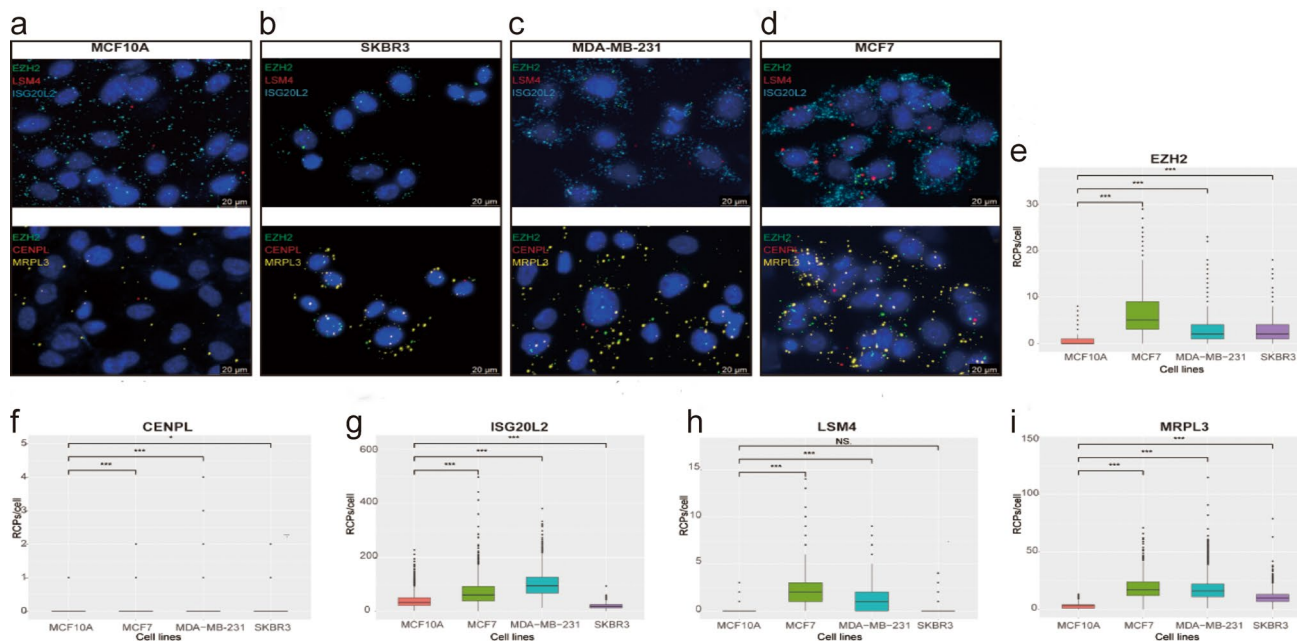 a
MCF10A
EZH2
LSM4
ISG20L2
20 µm
EZH2
CENPL
MRPL3
20 µm
b
SKBR3
EZH2
LSM4
ISG20L2
20 µm
EZH2
CENPL
MRPL3
20 µm
c
MDA-MB-231
EZH2
LSM4
ISG20L2
20 µm
EZH2
CENPL
MRPL3
20 µm
d
MCF7
EZH2
LSM4
ISG20L2
20 µm
EZH2
CENPL
MRPL3
20 µm
e
EZH2
***
***
***
30
20
10
0
RCPs/cell
MCF10A MCF7 MDA−MB−231 SKBR3
Cell lines
f
CENPL
*
***
***
5
4
3
2
1
0
RCPs/cell
MCF10A MCF7 MDA−MB−231 SKBR3
Cell lines
g
ISG20L2
***
***
***
600
400
200
0
RCPs/cell
MCF10A MCF7 MDA−MB−231 SKBR3
Cell lines
h
LSM4
NS.
***
***
15
10
5
0
RCPs/cell
MCF10A MCF7 MDA−MB−231 SKBR3
Cell lines
i
MRPL3
***
***
***
150
100
50
0
RCPs/cell
MCF10A MCF7 MDA−MB−231 SKBR3
Cell lines